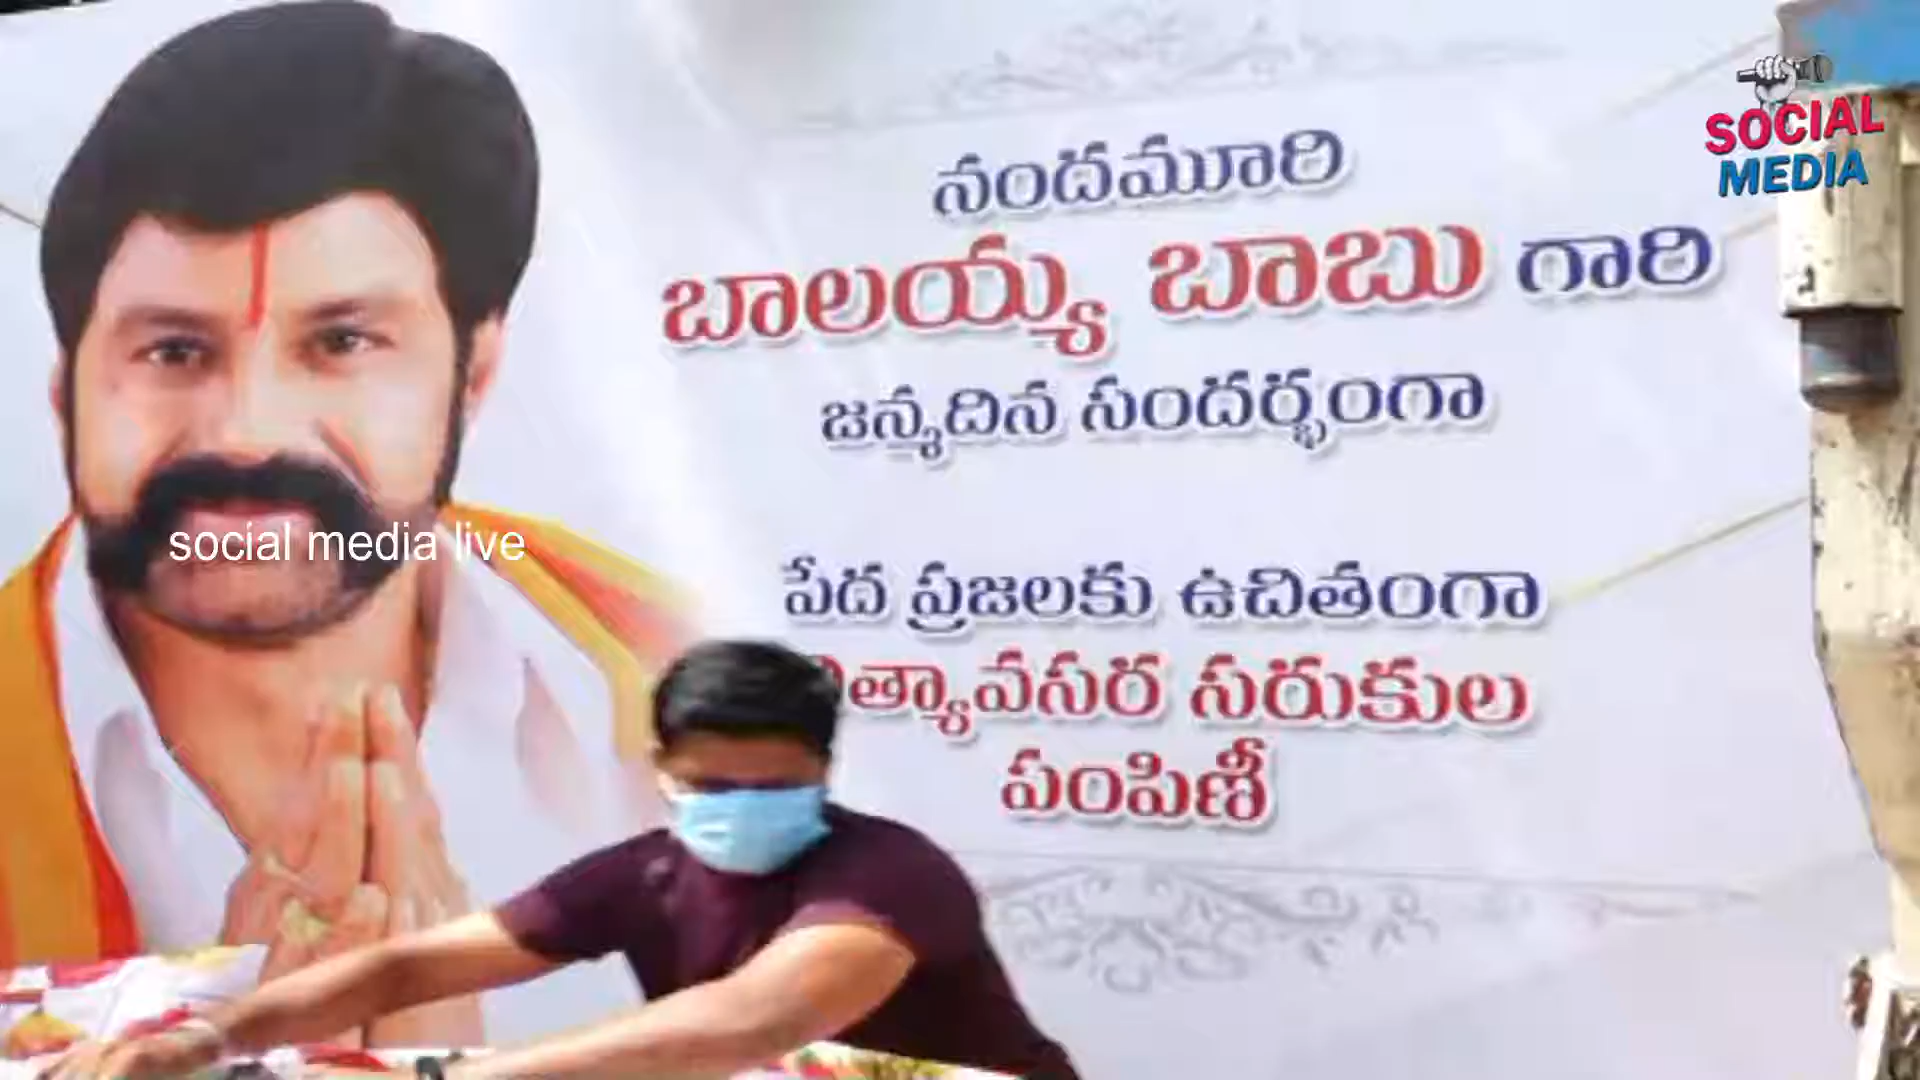 SOCIAL
MEDIA
నందమూరి
బాలయ్య బాబు గారి
జన్మదిన సందర్భంగా
social media live
పేద ప్రజలకు ఉచితంగా
సరుకుల
పంపిణీ